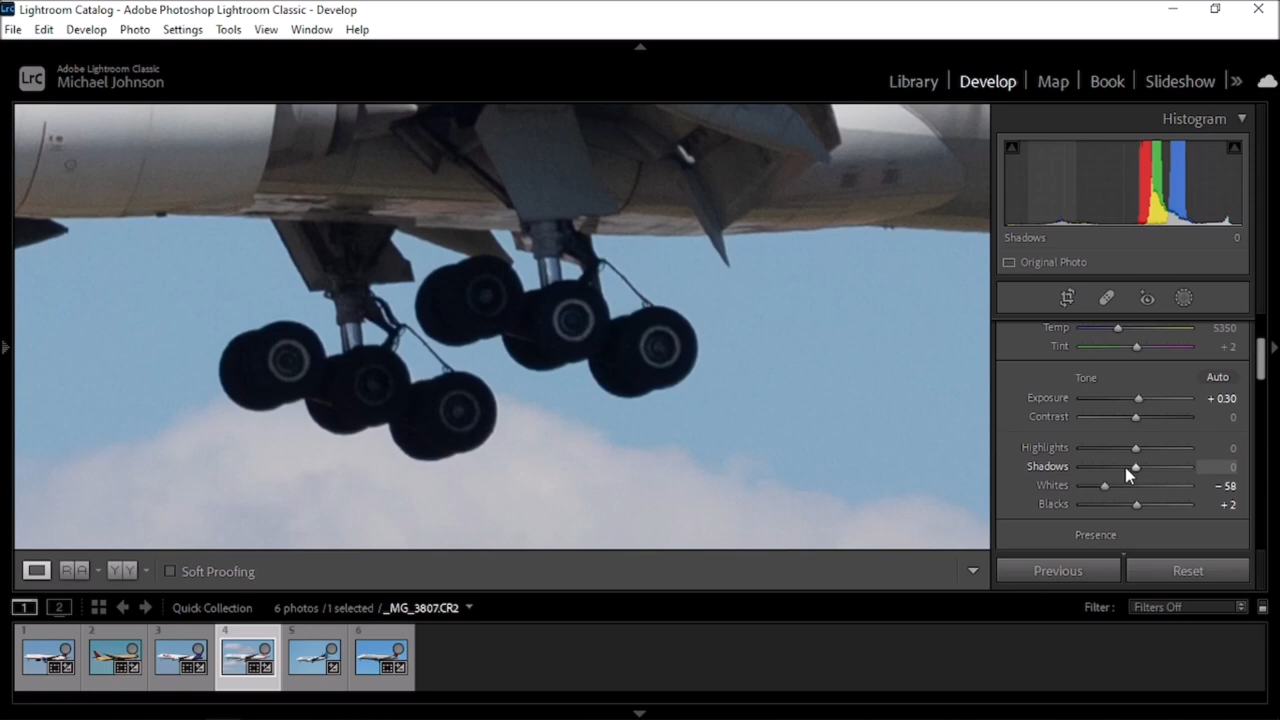 Lrc Lightroom Catalog - Adobe Photoshop Lightroom Classic - Develop
File Edit Develop Photo Settings Tools View Window Help
LrC Adobe Lightroom Classic
Michael Johnson
Library Develop Map Book Slideshow »
Histogram
Shadows 0
Original Photo
Temp 5350
Tint + 2
Tone Auto
Exposure + 0.30
Contrast 0
Highlights 0
Shadows 0
Whites − 58
Blacks + 2
Presence
R A Y Y Soft Proofing
Previous Reset
1 2 Quick Collection 6 photos / 1 selected / _MG_3807.CR2 Filter : Filters Off
1 2 3 4 5 6